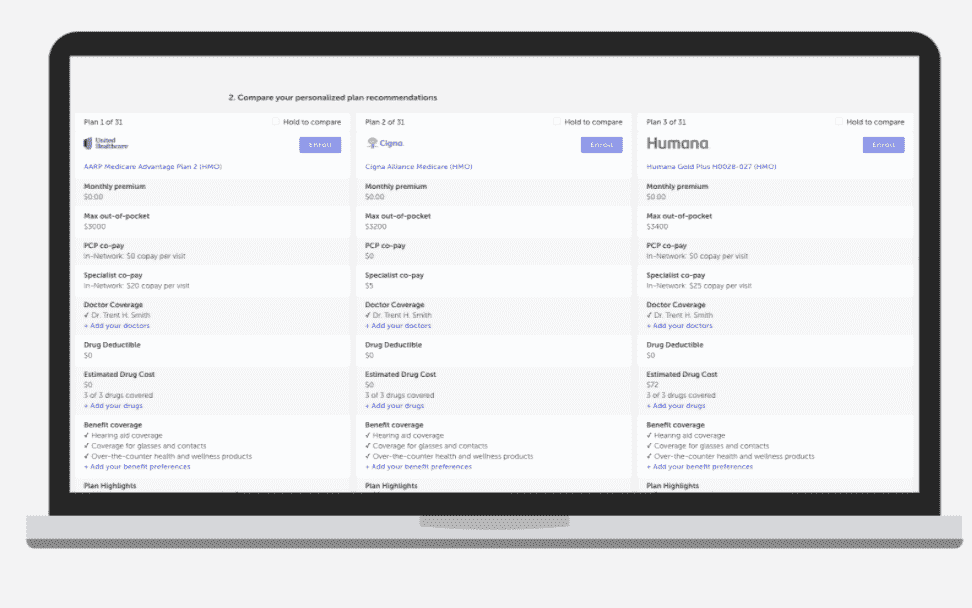 2. Compare your personalized plan recommendations
Plan 1 of 31
Hold to compare
United
Healthcare
Enroll
AARP Medicare Advantage Plan 2 (HMO)
Monthly premium
$0.00
Max out-of-pocket
$3000
PCP co-pay
In-Network: $0 copay per visit
Specialist co-pay
In-Network: $20 copay per visit
Doctor Coverage
✓ Dr. Trent H. Smith
+ Add your doctors
Drug Deductible
$0
Estimated Drug Cost
$0
3 of 3 drugs covered
+ Add your drugs
Benefit coverage
✓ Hearing aid coverage
✓ Coverage for glasses and contacts
✓ Over-the-counter health and wellness products
+ Add your benefit preferences
Plan Highlights
Plan 2 of 31
Hold to compare
Cigna
Enroll
Cigna Alliance Medicare (HMO)
Monthly premium
$0.00
Max out-of-pocket
$3200
PCP co-pay
$0
Specialist co-pay
$5
Doctor Coverage
✓ Dr. Trent H. Smith
+ Add your doctors
Drug Deductible
$0
Estimated Drug Cost
$0
3 of 3 drugs covered
+ Add your drugs
Benefit coverage
✓ Hearing aid coverage
✓ Coverage for glasses and contacts
✓ Over-the-counter health and wellness products
+ Add your benefit preferences
Plan Highlights
Plan 3 of 31
Hold to compare
Humana
Enroll
Humana Gold Plus H0028-027 (HMO)
Monthly premium
$0.00
Max out-of-pocket
$3400
PCP co-pay
In-Network: $0 copay per visit
Specialist co-pay
In-Network: $25 copay per visit
Doctor Coverage
✓ Dr. Trent H. Smith
+ Add your doctors
Drug Deductible
$0
Estimated Drug Cost
$72
3 of 3 drugs covered
+ Add your drugs
Benefit coverage
✓ Hearing aid coverage
✓ Coverage for glasses and contacts
✓ Over-the-counter health and wellness products
+ Add your benefit preferences
Plan Highlights